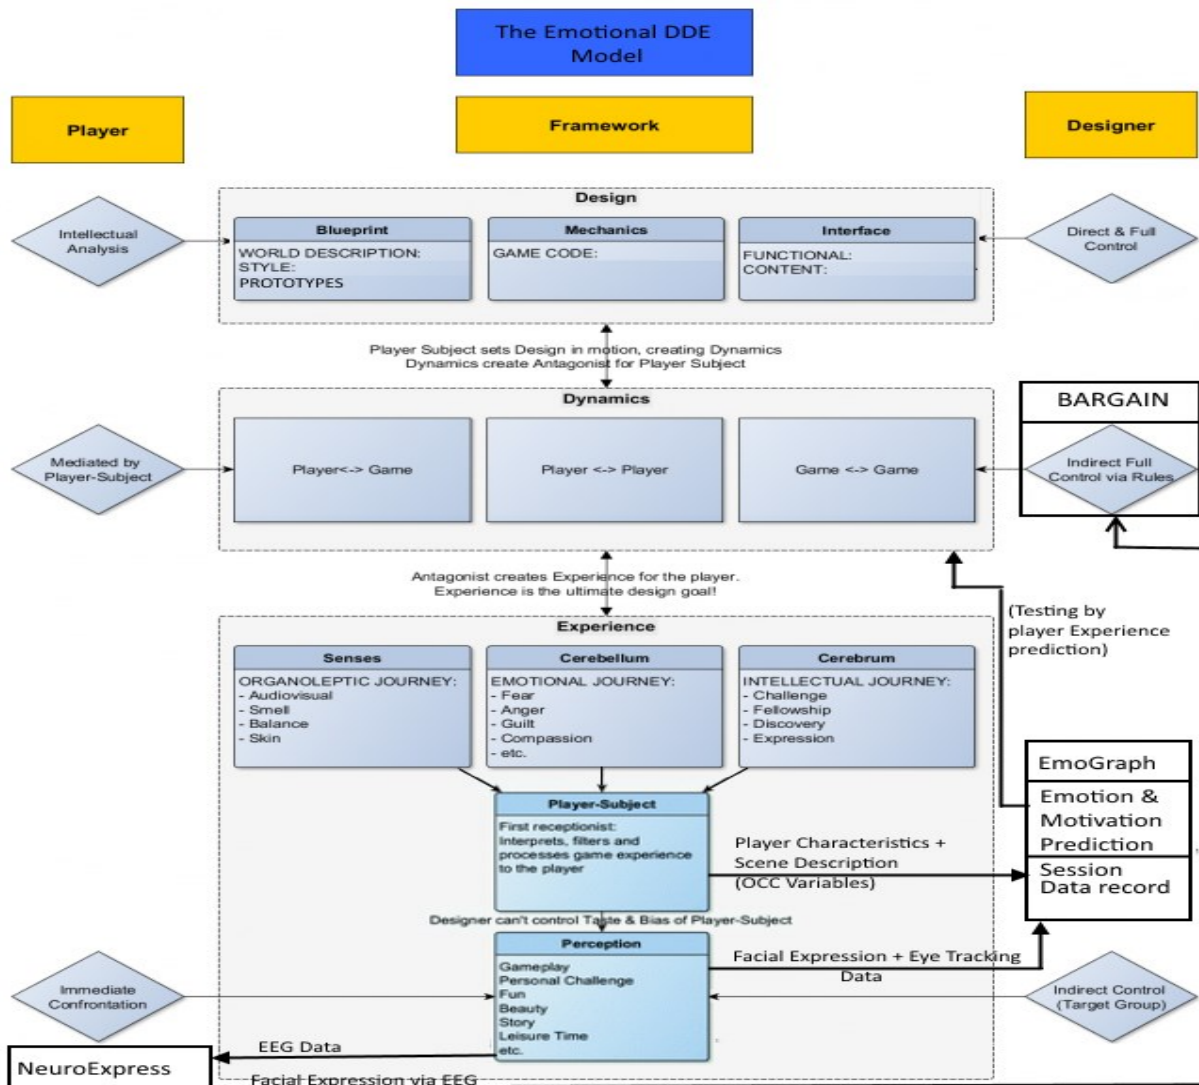 The Emotional DDE
Model
Player
Framework
Designer
Intellectual
Analysis
Design
Blueprint
WORLD DESCRIPTION:
STYLE:
PROTOTYPES
Mechanics
GAME CODE:
Interface
FUNCTIONAL:
CONTENT:
Direct & Full
Control
Player Subject sets Design in motion, creating Dynamics
Dynamics create Antagonist for Player Subject
Mediated by
Player-Subject
Dynamics
Player<-> Game
Player <-> Player
Game <-> Game
BARGAIN
Indirect Full
Control via Rules
Antagonist creates Experience for the player.
Experience is the ultimate design goal!
(Testing by
player Experience
prediction)
Experience
Senses
ORGANOLEPTIC JOURNEY:
- Audiovisual
- Smell
- Balance
- Skin
Cerebellum
EMOTIONAL JOURNEY:
- Fear
- Anger
- Guilt
- Compassion
- etc.
Cerebrum
INTELLECTUAL JOURNEY:
- Challenge
- Fellowship
- Discovery
- Expression
Player-Subject
First receptionist:
Interprets, filters and
processes game experience
to the player
Player Characteristics +
Scene Description
(OCC Variables)
EmoGraph
Emotion &
Motivation
Prediction
Session
Data record
Designer can't control Taste & Bias of Player-Subject
Immediate
Confrontation
Perception
Gameplay
Personal Challenge
Fun
Beauty
Story
Leisure Time
etc.
Facial Expression + Eye Tracking
Data
Indirect Control
(Target Group)
EEG Data
NeuroExpress
Facial Expression via EEG